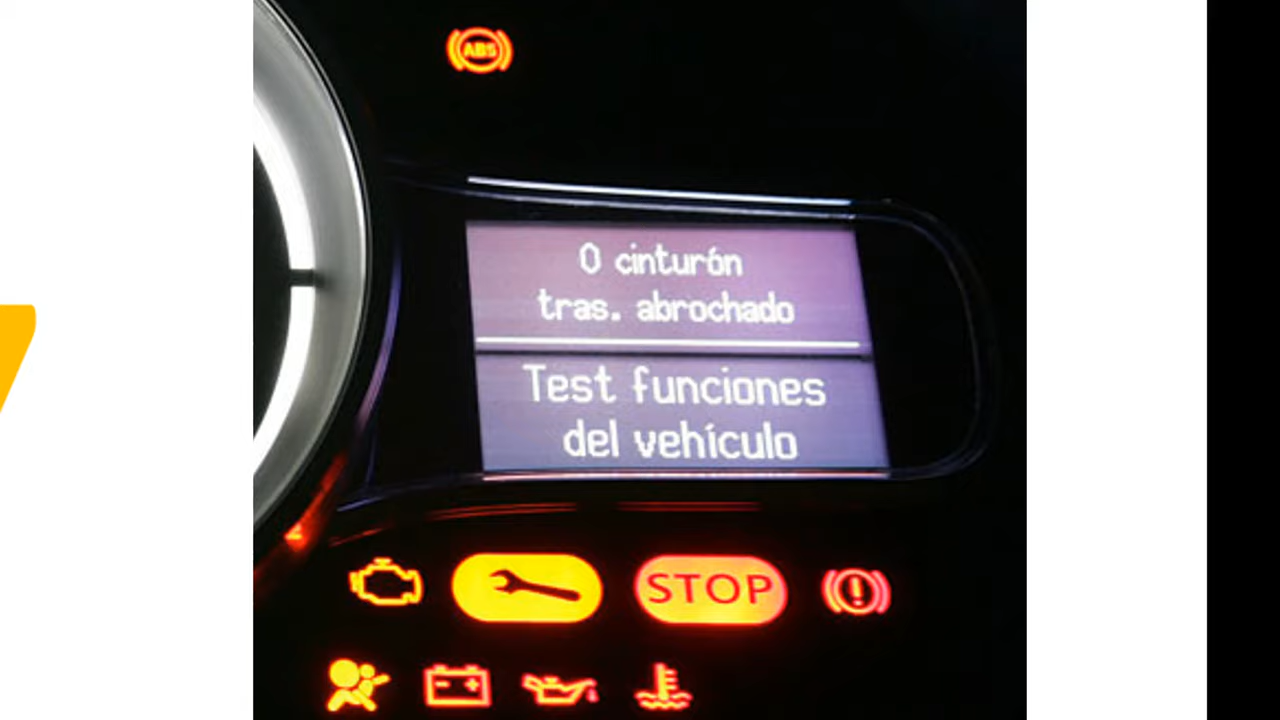 ABS
0 cinturón
tras. abrochado
Test funciones
del vehículo
STOP